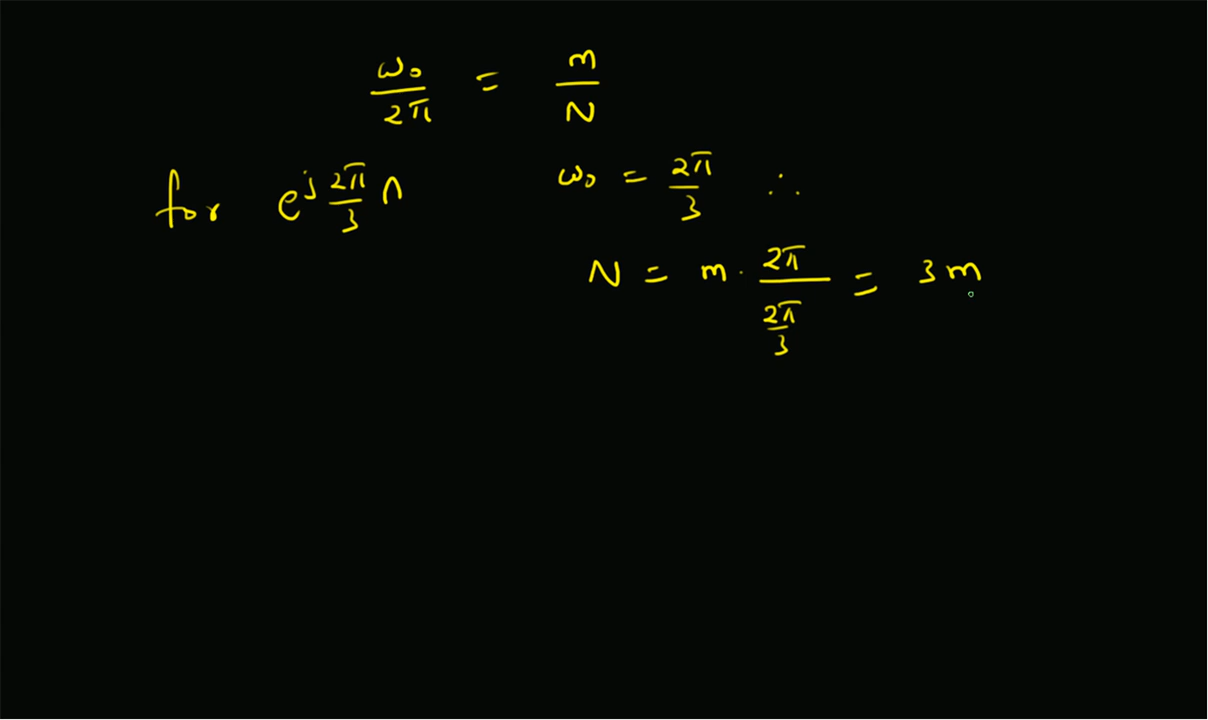 ω₀/2π = m/N
for e^{j 2π/3 n} ω₀ = 2π/3 ∴
N = m · 2π/(2π/3) = 3m